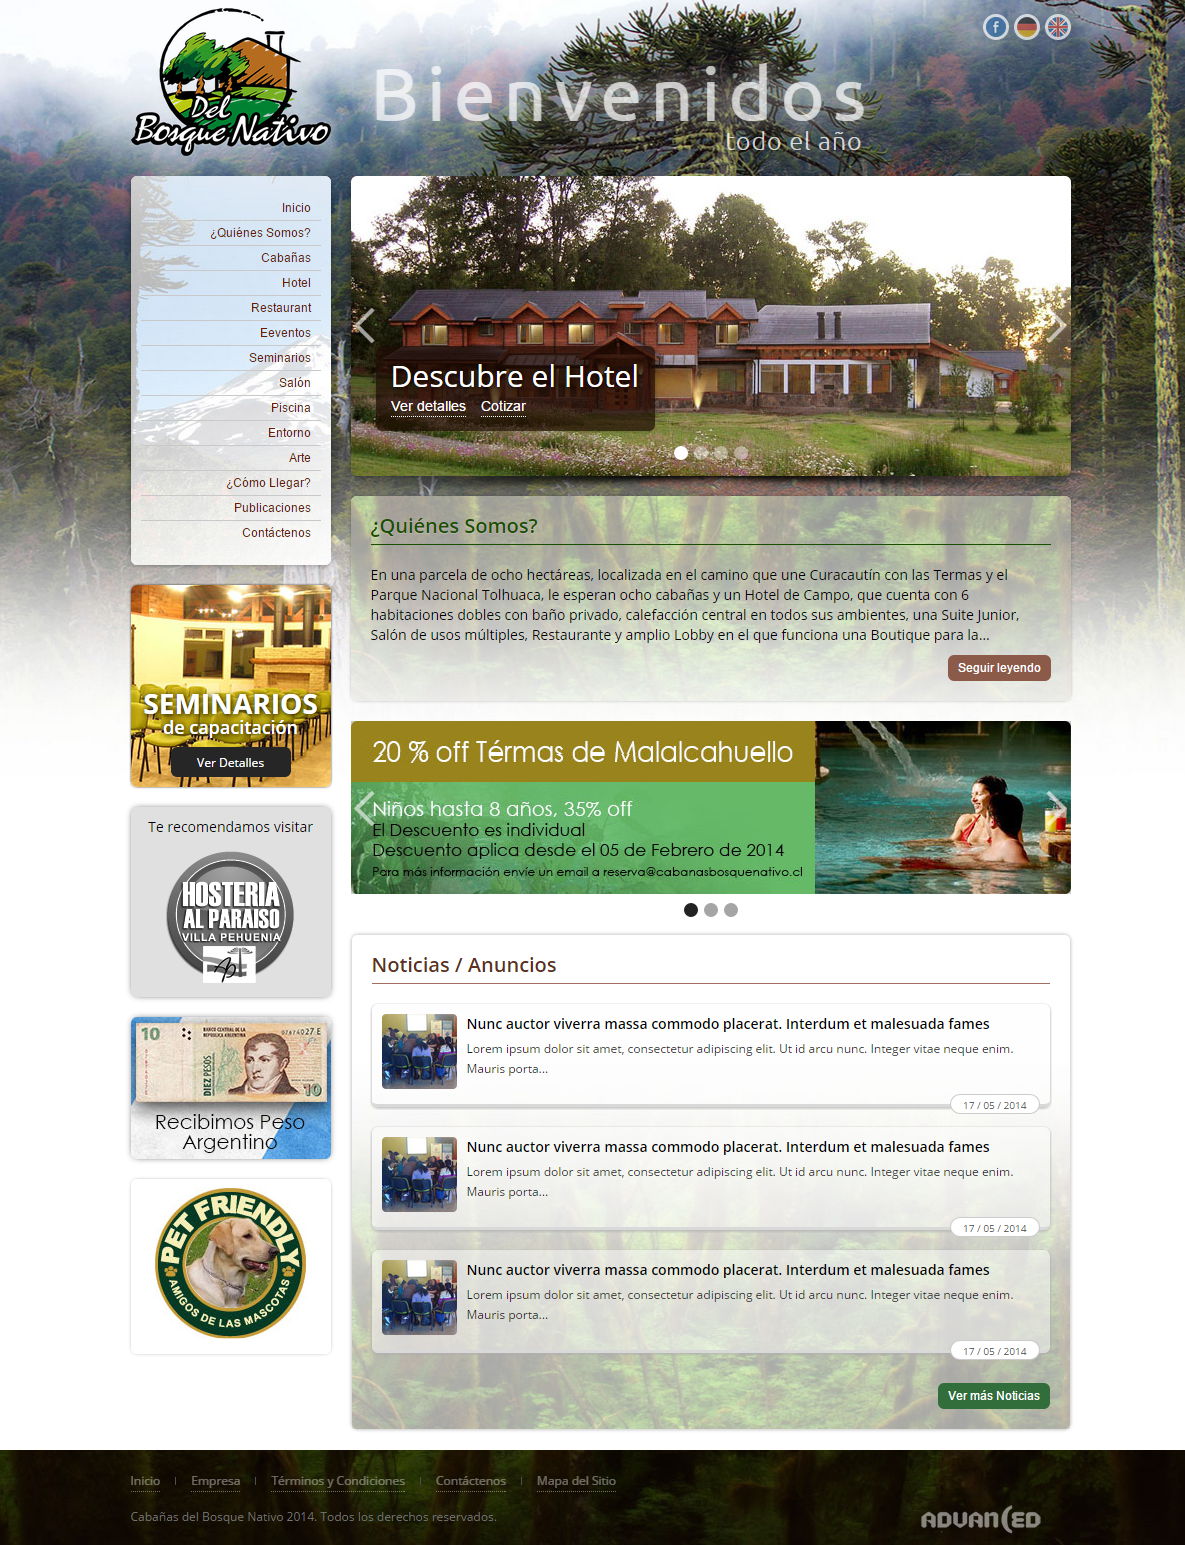 Del
Bosque Nativo
Bienvenidos
todo el año
Inicio
¿Quiénes Somos?
Cabañas
Hotel
Restaurant
Eeventos
Seminarios
Salón
Piscina
Entorno
Arte
¿Cómo Llegar?
Publicaciones
Contáctenos
Descubre el Hotel
Ver detalles Cotizar
¿Quiénes Somos?
En una parcela de ocho hectáreas, localizada en el camino que une Curacautín con las Termas y el
Parque Nacional Tolhuaca, le esperan ocho cabañas y un Hotel de Campo, que cuenta con 6
habitaciones dobles con baño privado, calefacción central en todos sus ambientes, una Suite Junior,
Salón de usos múltiples, Restaurante y amplio Lobby en el que funciona una Boutique para la...
Seguir leyendo
SEMINARIOS
de capacitación
Ver Detalles
20 % off Térmas de Malalcahuello
Niños hasta 8 años, 35% off
El Descuento es individual
Descuento aplica desde el 05 de Febrero de 2014
Para más información envíe un email a reserva@cabanasbosquenativo.cl
Te recomendamos visitar
HOSTERIA
AL PARAISO
VILLA PEHUENIA
10
BANCO CENTRAL DE LA
REPUBLICA ARGENTINA
07674027 E
DIEZ PESOS
10
Recibimos Peso
Argentino
PET FRIENDLY
AMIGOS DE LAS MASCOTAS
Noticias / Anuncios
Nunc auctor viverra massa commodo placerat. Interdum et malesuada fames
Lorem ipsum dolor sit amet, consectetur adipiscing elit. Ut id arcu nunc. Integer vitae neque enim.
Mauris porta...
17 / 05 / 2014
Nunc auctor viverra massa commodo placerat. Interdum et malesuada fames
Lorem ipsum dolor sit amet, consectetur adipiscing elit. Ut id arcu nunc. Integer vitae neque enim.
Mauris porta...
17 / 05 / 2014
Nunc auctor viverra massa commodo placerat. Interdum et malesuada fames
Lorem ipsum dolor sit amet, consectetur adipiscing elit. Ut id arcu nunc. Integer vitae neque enim.
Mauris porta...
17 / 05 / 2014
Ver más Noticias
Inicio Empresa Términos y Condiciones Contáctenos Mapa del Sitio
Cabañas del Bosque Nativo 2014. Todos los derechos reservados.
ADVANCED